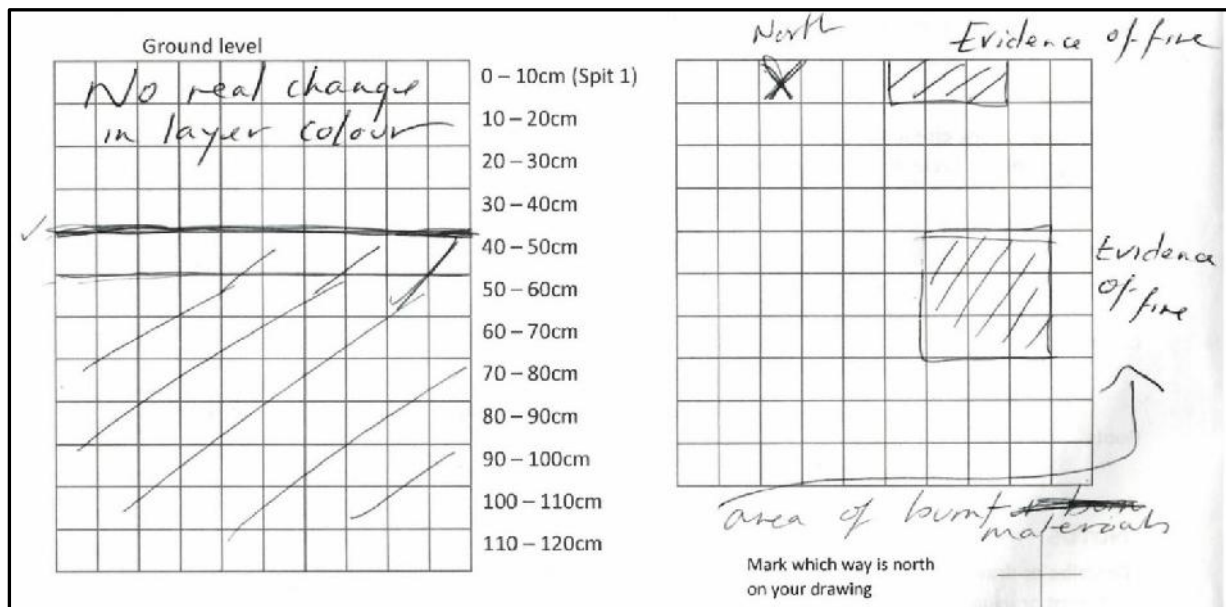 Ground level
No real change
in layer colour
0 – 10cm (Spit 1)
10 – 20cm
20 – 30cm
30 – 40cm
40 – 50cm
50 – 60cm
60 – 70cm
70 – 80cm
80 – 90cm
90 – 100cm
100 – 110cm
110 – 120cm
North
Evidence of fire
Evidence
of fire
area of burnt
materials
Mark which way is north
on your drawing